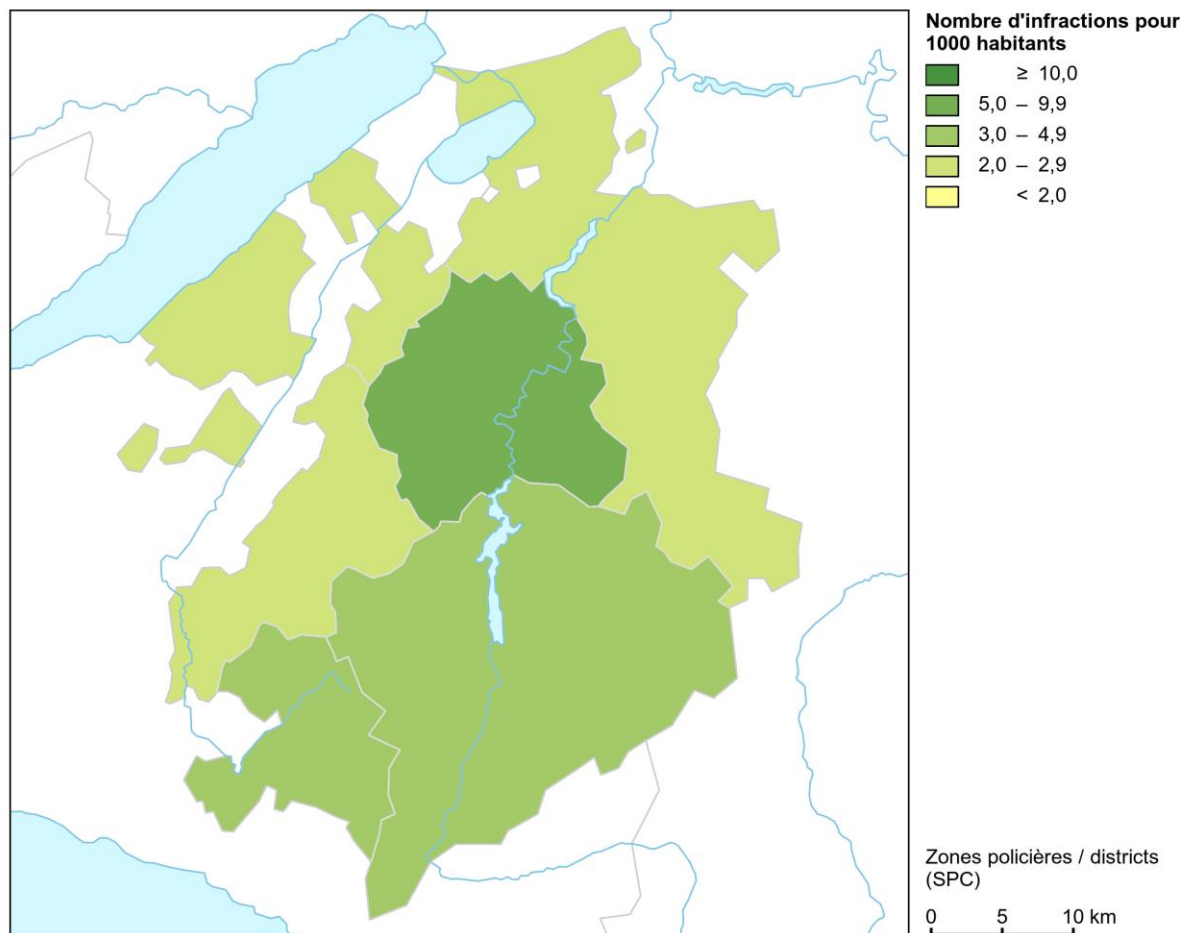 Nombre d'infractions pour
1000 habitants
≥ 10,0
5,0 – 9,9
3,0 – 4,9
2,0 – 2,9
< 2,0
Zones policières / districts
(SPC)
0 5 10 km